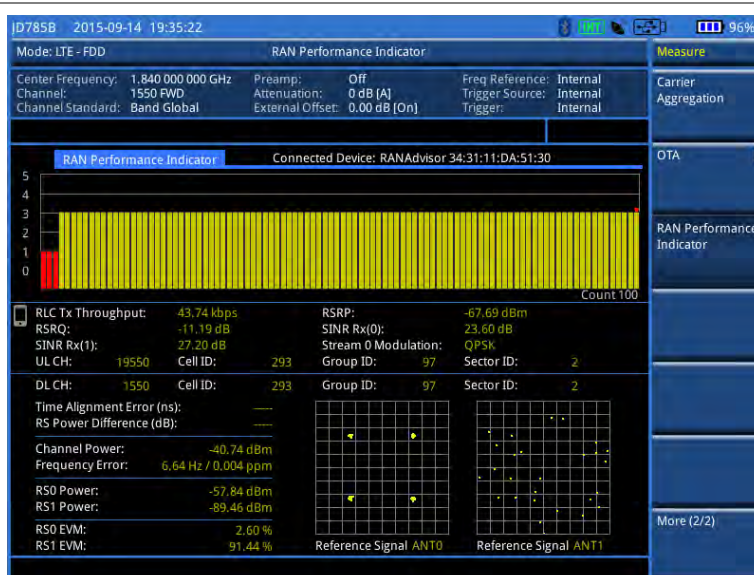 JD785B 2015-09-14 19:35:22 96%
Mode: LTE - FDD RAN Performance Indicator Measure
Center Frequency: 1.840 000 000 GHz Preamp: Off Freq Reference: Internal
Channel: 1550 FWD Attenuation: 0 dB [A] Trigger Source: Internal
Channel Standard: Band Global External Offset: 0.00 dB [On] Trigger: Internal
Carrier
Aggregation
OTA
RAN Performance
Indicator
More (2/2)
RAN Performance Indicator Connected Device: RANAdvisor 34:31:11:DA:51:30
5
4
3
2
1
0
Count 100
RLC Tx Throughput: 43.74 kbps RSRP: -67.69 dBm
RSRQ: -11.19 dB SINR Rx(0): 23.60 dB
SINR Rx(1): 27.20 dB Stream 0 Modulation: QPSK
UL CH: 19550 Cell ID: 293 Group ID: 97 Sector ID: 2
DL CH: 1550 Cell ID: 293 Group ID: 97 Sector ID: 2
Time Alignment Error (ns): -----
RS Power Difference (dB): -----
Channel Power: -40.74 dBm
Frequency Error: 6.64 Hz / 0.004 ppm
RS0 Power: -57.84 dBm
RS1 Power: -89.46 dBm
RS0 EVM: 2.60 %
RS1 EVM: 91.44 %
Reference Signal ANT0 Reference Signal ANT1